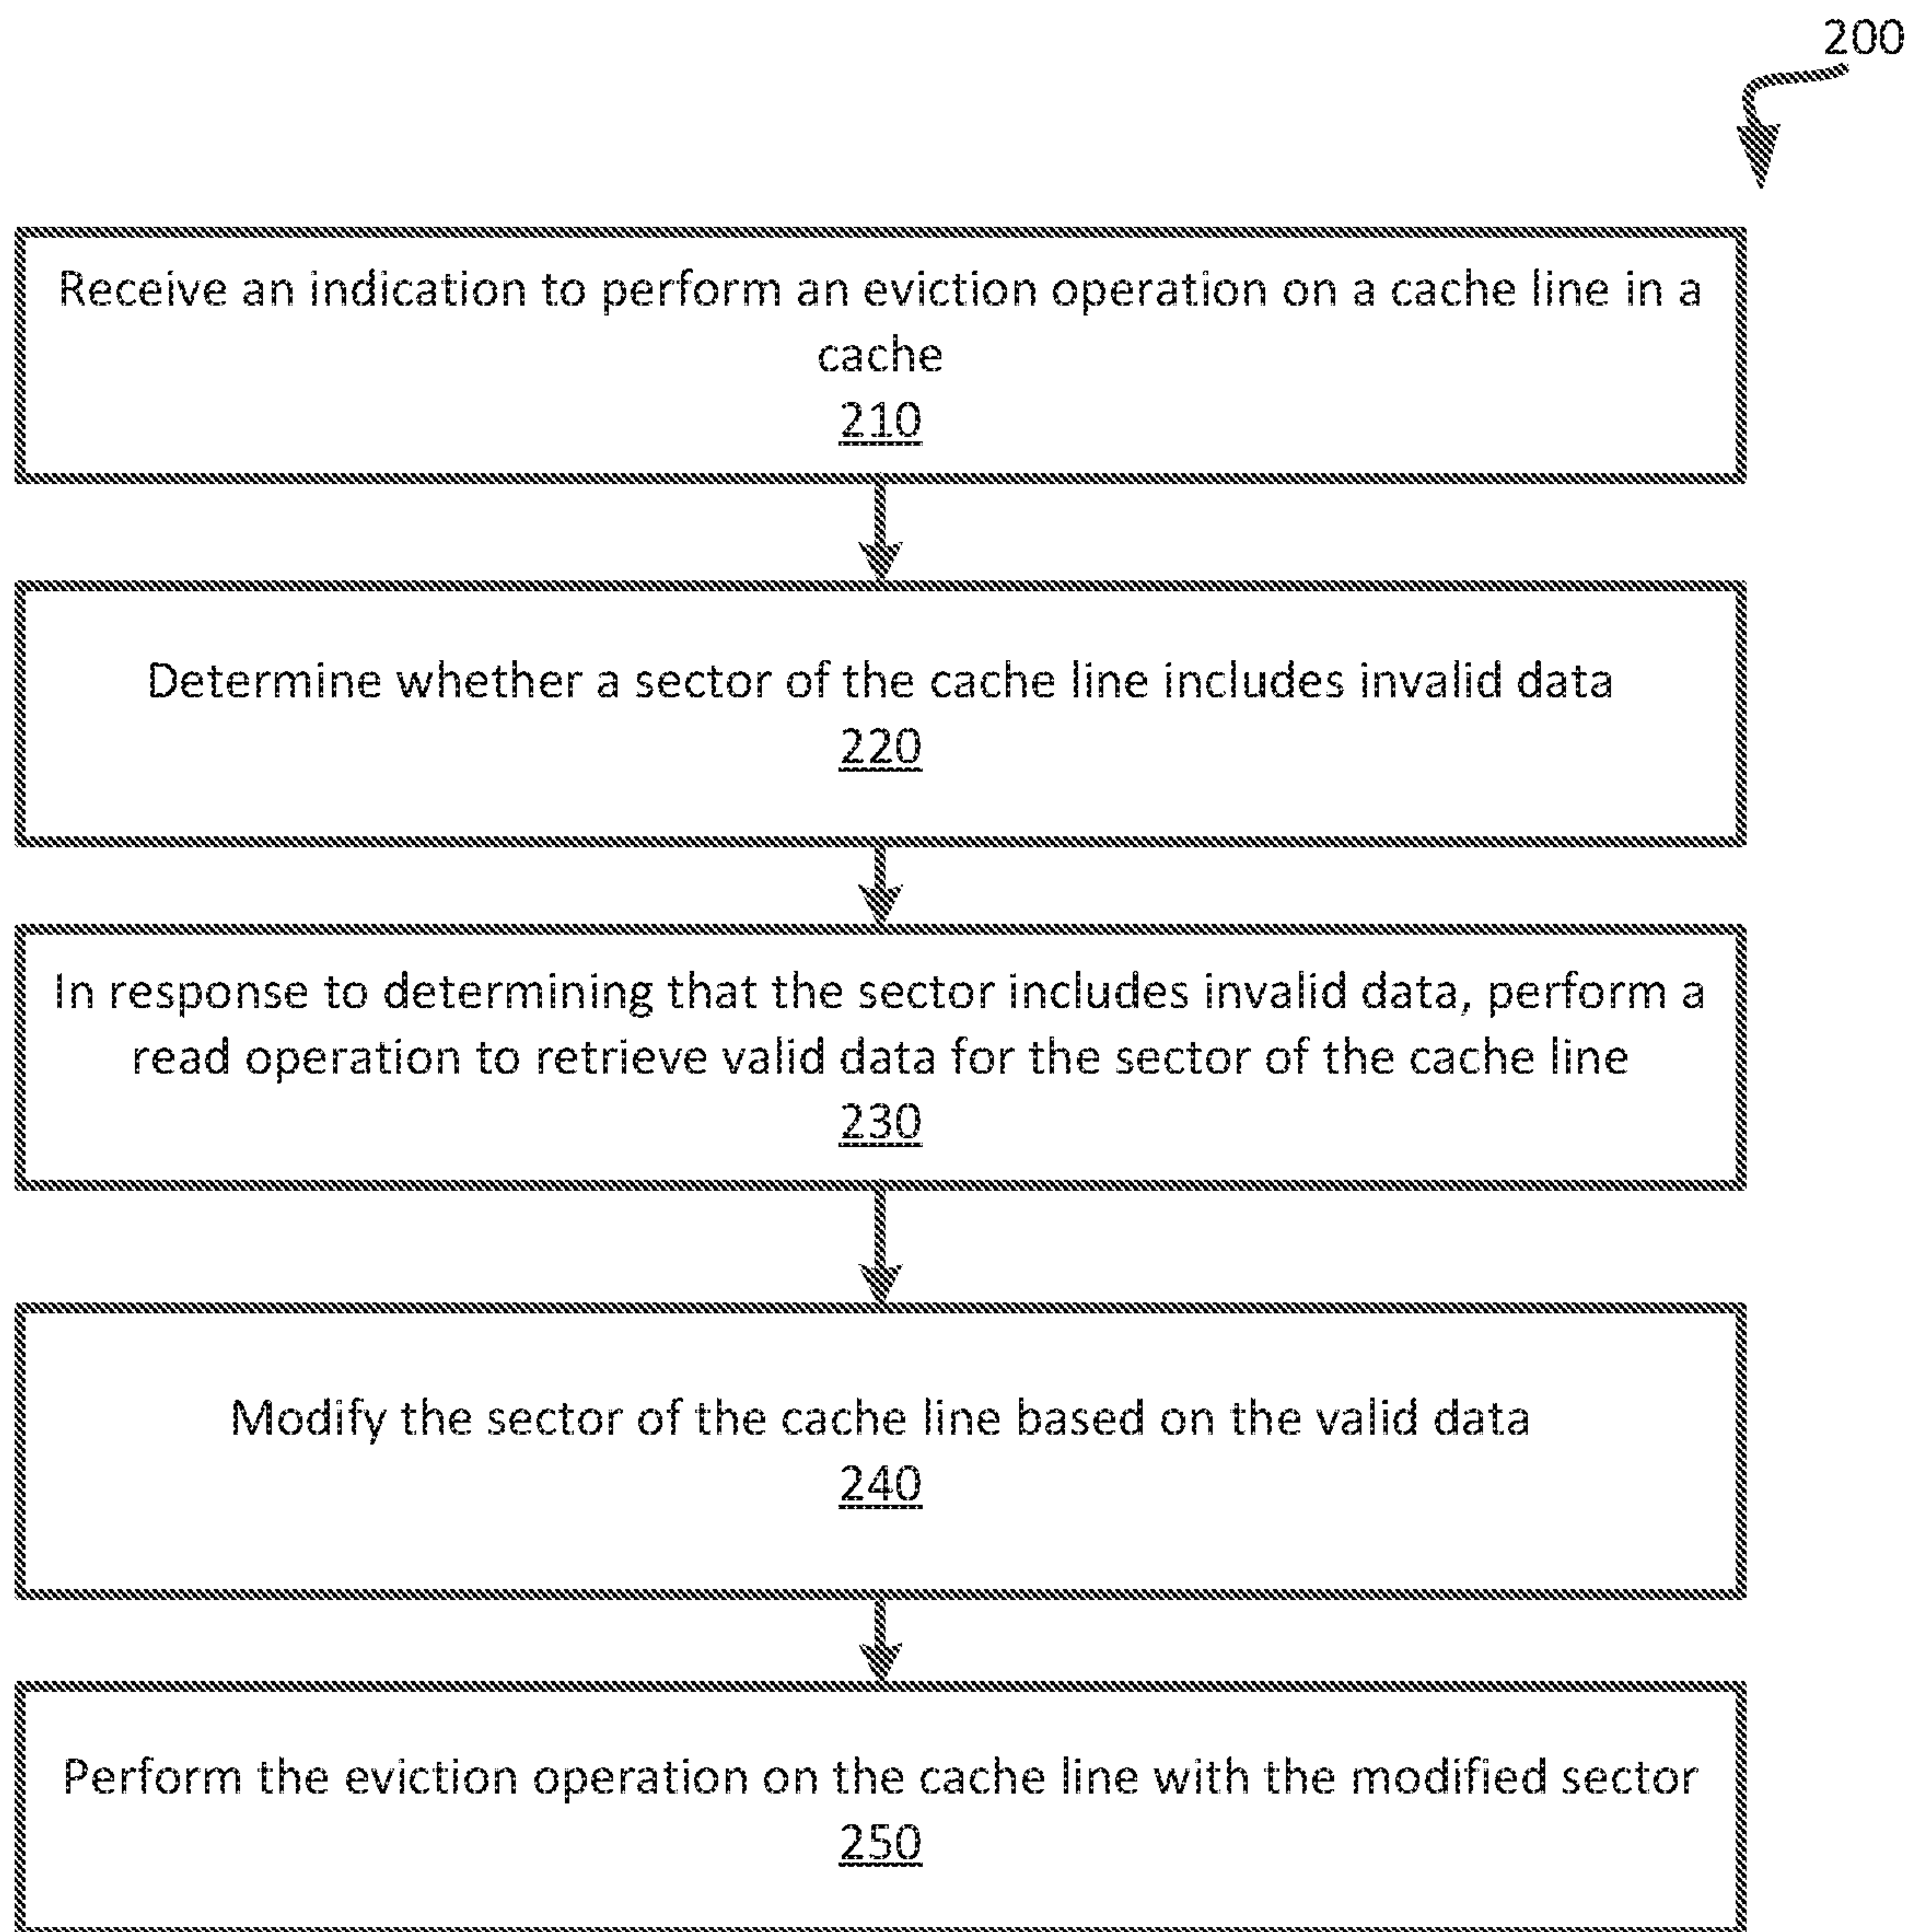 200
Receive an indication to perform an eviction operation on a cache line in a
cache
210
Determine whether a sector of the cache line includes invalid data
220
In response to determining that the sector includes invalid data, perform a
read operation to retrieve valid data for the sector of the cache line
230
Modify the sector of the cache line based on the valid data
240
Perform the eviction operation on the cache line with the modified sector
250